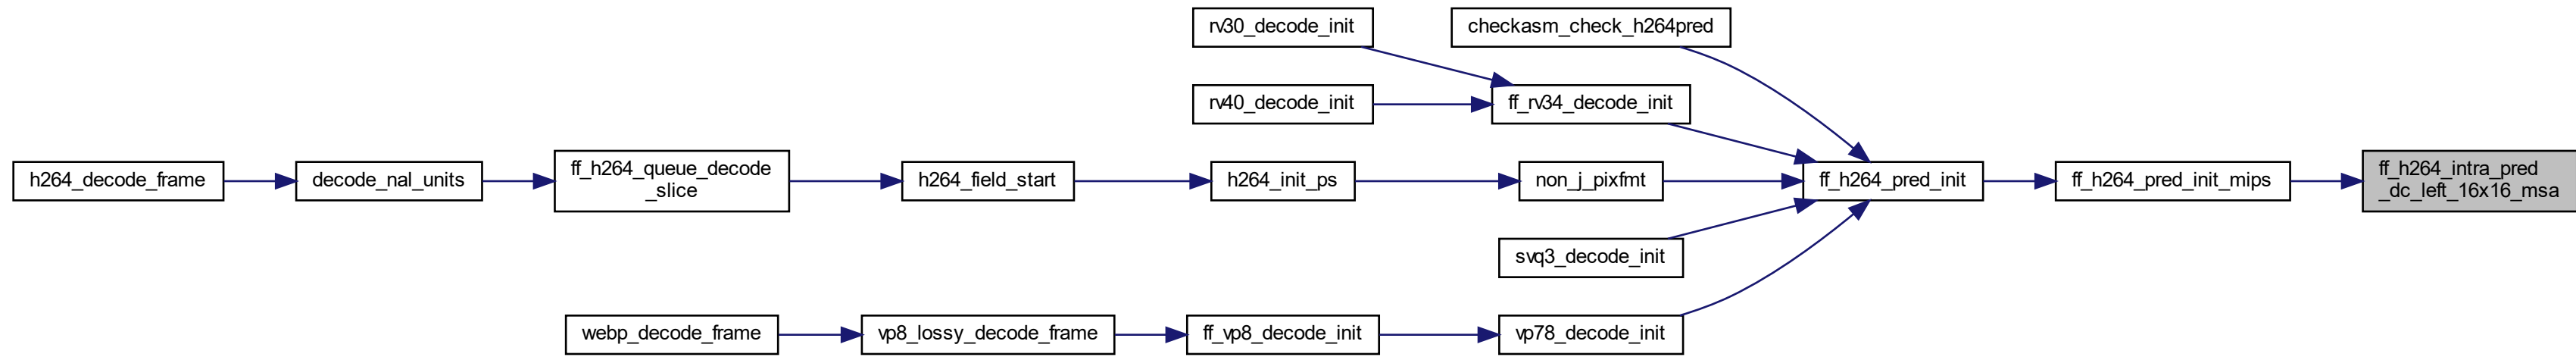 rv30_decode_init
checkasm_check_h264pred
rv40_decode_init
ff_rv34_decode_init
h264_decode_frame
decode_nal_units
ff_h264_queue_decode
_slice
h264_field_start
h264_init_ps
non_j_pixfmt
ff_h264_pred_init
ff_h264_pred_init_mips
ff_h264_intra_pred
_dc_left_16x16_msa
svq3_decode_init
webp_decode_frame
vp8_lossy_decode_frame
ff_vp8_decode_init
vp78_decode_init